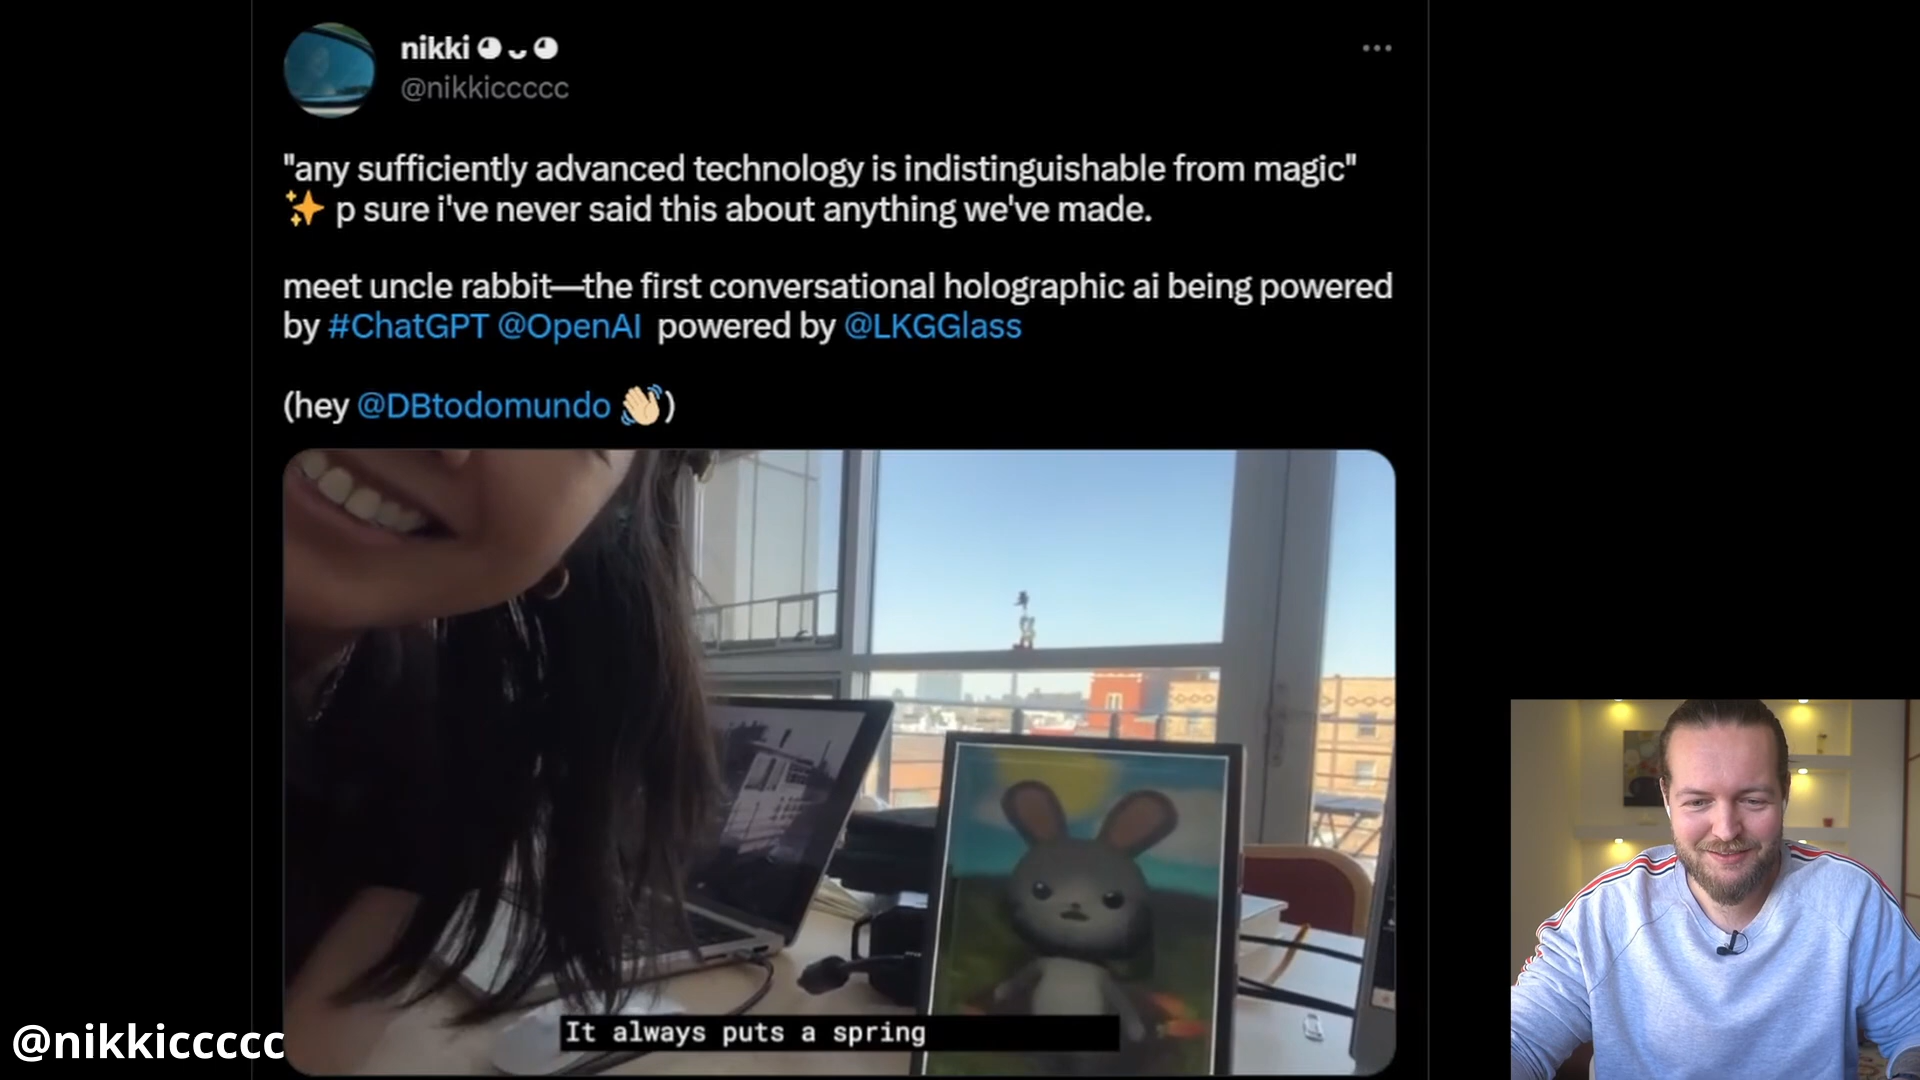 nikki
@nikkiccccc
"any sufficiently advanced technology is indistinguishable from magic"
✨ p sure i've never said this about anything we've made.
meet uncle rabbit—the first conversational holographic ai being powered
by #ChatGPT @OpenAI powered by @LKGGlass
(hey @DBtodomundo 👋🏻)
It always puts a spring
@nikkiccccc